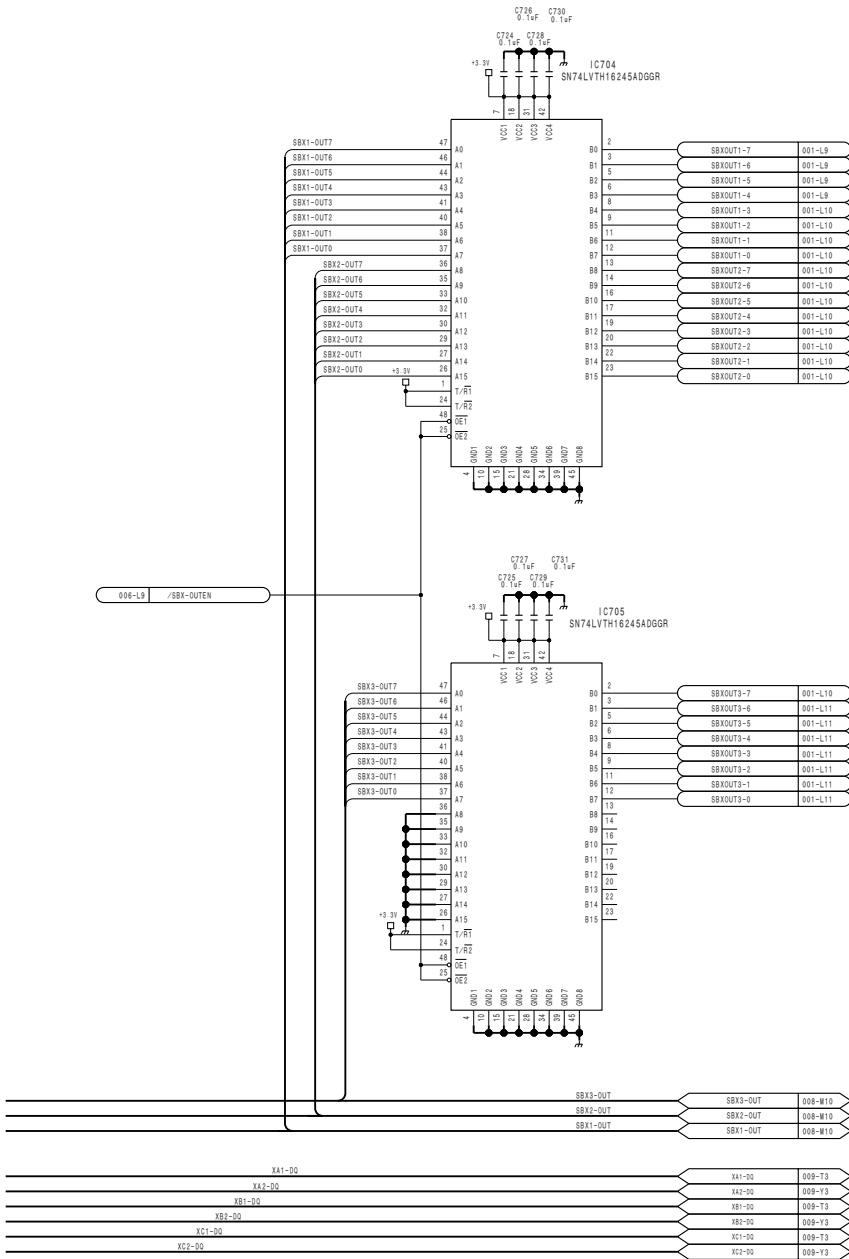 C726 C730
0.1uF 0.1uF
C724 C728
0.1uF 0.1uF
+3.3V
IC704
SN74LVTH16245ADGGR
7 18 31 42
VCC1 VCC2 VCC3 VCC4
SBX1-OUT7 47 A0 B0 2 SBXOUT1-7 001-L9
SBX1-OUT6 46 A1 B1 3 SBXOUT1-6 001-L9
SBX1-OUT5 44 A2 B2 5 SBXOUT1-5 001-L9
SBX1-OUT4 43 A3 B3 6 SBXOUT1-4 001-L9
SBX1-OUT3 41 A4 B4 8 SBXOUT1-3 001-L10
SBX1-OUT2 40 A5 B5 9 SBXOUT1-2 001-L10
SBX1-OUT1 38 A6 B6 11 SBXOUT1-1 001-L10
SBX1-OUT0 37 A7 B7 12 SBXOUT1-0 001-L10
SBX2-OUT7 36 A8 B8 13 SBXOUT2-7 001-L10
SBX2-OUT6 35 A9 B9 14 SBXOUT2-6 001-L10
SBX2-OUT5 33 A10 B10 16 SBXOUT2-5 001-L10
SBX2-OUT4 32 A11 B11 17 SBXOUT2-4 001-L10
SBX2-OUT3 30 A12 B12 19 SBXOUT2-3 001-L10
SBX2-OUT2 29 A13 B13 20 SBXOUT2-2 001-L10
SBX2-OUT1 27 A14 B14 22 SBXOUT2-1 001-L10
SBX2-OUT0 26 A15 B15 23 SBXOUT2-0 001-L10
+3.3V
1 T/R1
24 T/R2
48 OE1
25 OE2
GND1 GND2 GND3 GND4 GND5 GND6 GND7 GND8
4 10 15 21 28 34 39 45
006-L9 /SBX-OUTEN
C727 C731
0.1uF 0.1uF
C725 C729
0.1uF 0.1uF
+3.3V
IC705
SN74LVTH16245ADGGR
7 18 31 42
VCC1 VCC2 VCC3 VCC4
SBX3-OUT7 47 A0 B0 2 SBXOUT3-7 001-L10
SBX3-OUT6 46 A1 B1 3 SBXOUT3-6 001-L11
SBX3-OUT5 44 A2 B2 5 SBXOUT3-5 001-L11
SBX3-OUT4 43 A3 B3 6 SBXOUT3-4 001-L11
SBX3-OUT3 41 A4 B4 8 SBXOUT3-3 001-L11
SBX3-OUT2 40 A5 B5 9 SBXOUT3-2 001-L11
SBX3-OUT1 38 A6 B6 11 SBXOUT3-1 001-L11
SBX3-OUT0 37 A7 B7 12 SBXOUT3-0 001-L11
36 A8 B8 13
35 A9 B9 14
33 A10 B10 16
32 A11 B11 17
30 A12 B12 19
29 A13 B13 20
27 A14 B14 22
26 A15 B15 23
+3.3V
1 T/R1
24 T/R2
48 OE1
25 OE2
GND1 GND2 GND3 GND4 GND5 GND6 GND7 GND8
4 10 15 21 28 34 39 45
SBX3-OUT SBX3-OUT 008-M10
SBX2-OUT SBX2-OUT 008-M10
SBX1-OUT SBX1-OUT 008-M10
XA1-DQ XA1-DQ 009-T3
XA2-DQ XA2-DQ 009-Y3
XB1-DQ XB1-DQ 009-T3
XB2-DQ XB2-DQ 009-Y3
XC1-DQ XC1-DQ 009-T3
XC2-DQ XC2-DQ 009-Y3